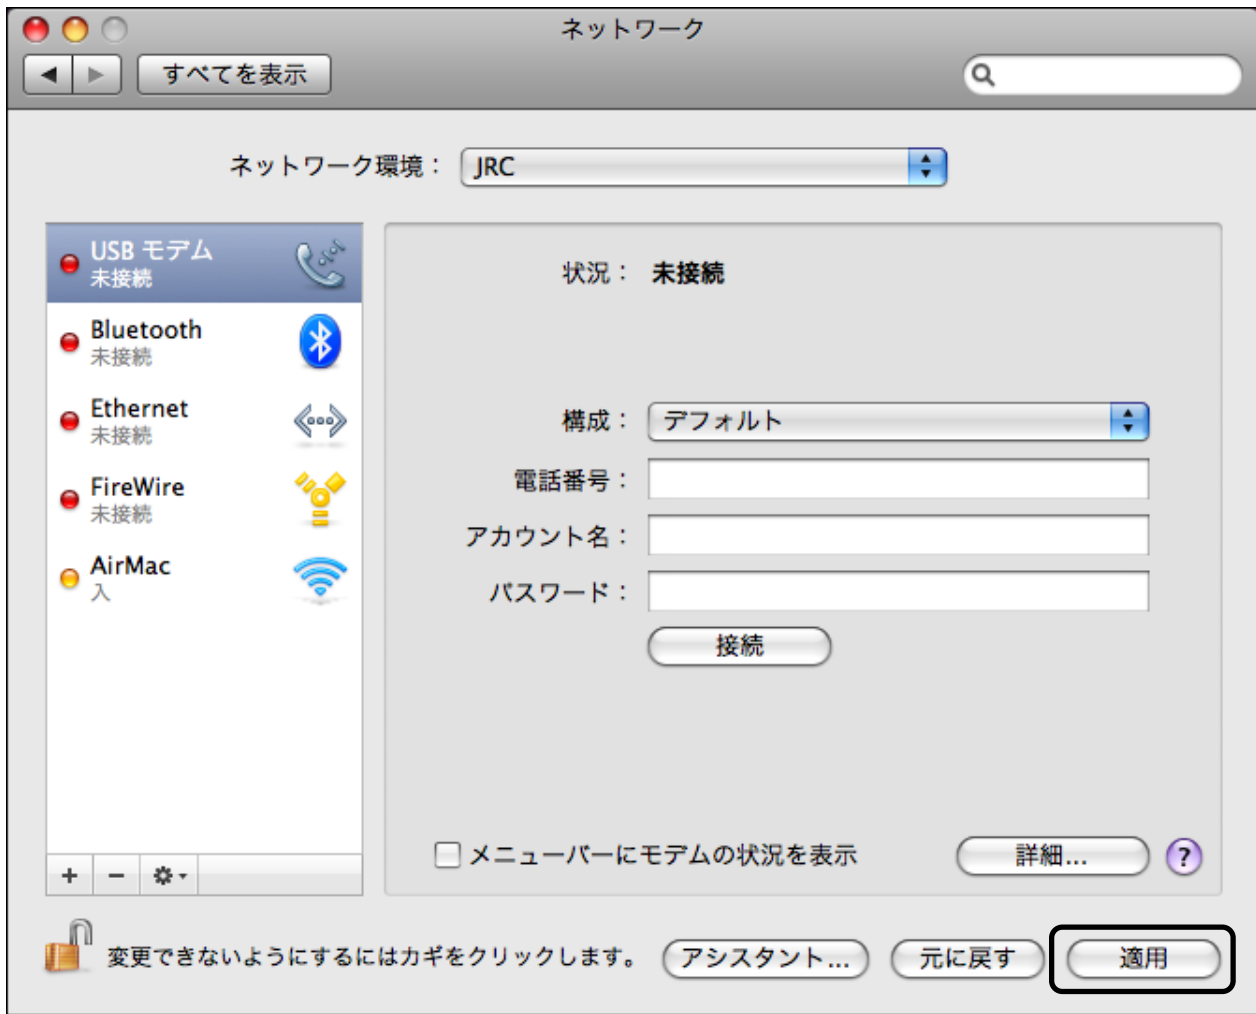 ネットワーク
すべてを表示
ネットワーク環境： JRC
USB モデム
未接続
Bluetooth
未接続
Ethernet
未接続
FireWire
未接続
AirMac
入
状況： 未接続
構成： デフォルト
電話番号：
アカウント名：
パスワード：
接続
メニューバーにモデムの状況を表示
詳細...
?
変更できないようにするにはカギをクリックします。
アシスタント...
元に戻す
適用